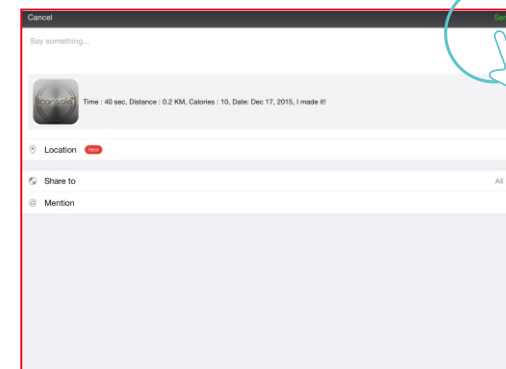 Cancel
Say something...
iconsole
Time : 40 sec, Distance : 0.2 KM, Calories : 10, Date: Dec 17, 2015, I made it!
Location new
Share to All
@ Mention